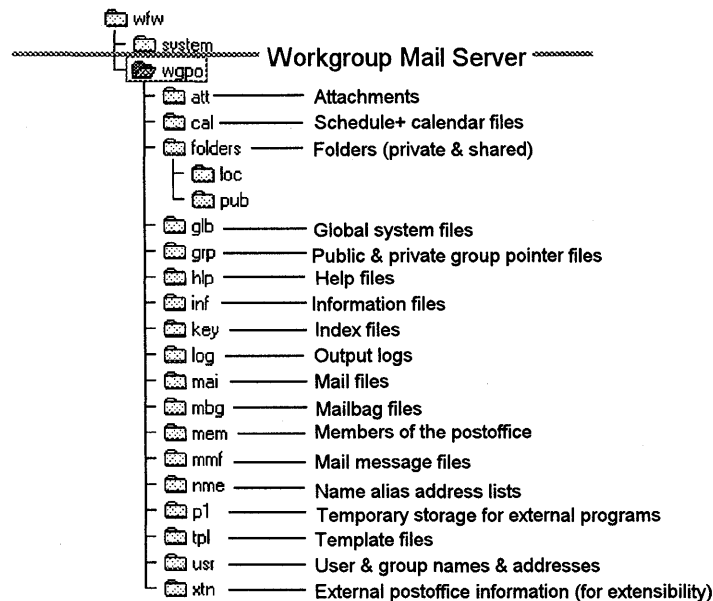 wfw
system
Workgroup Mail Server
wgpo
att Attachments
cal Schedule+ calendar files
folders Folders (private & shared)
loc
pub
glb Global system files
grp Public & private group pointer files
hlp Help files
inf Information files
key Index files
log Output logs
mai Mail files
mbg Mailbag files
mem Members of the postoffice
mmf Mail message files
nme Name alias address lists
p1 Temporary storage for external programs
tpl Template files
usr User & group names & addresses
xtn External postoffice information (for extensibility)